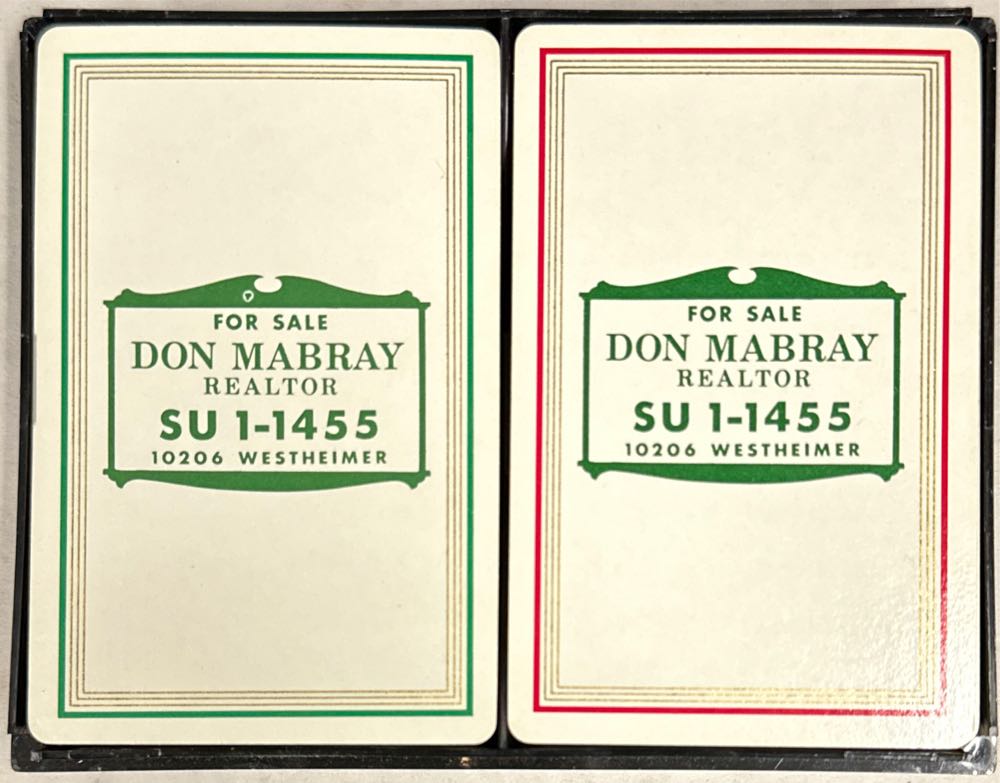 FOR SALE
DON MABRAY
REALTOR
SU 1-1455
10206 WESTHEIMER
FOR SALE
DON MABRAY
REALTOR
SU 1-1455
10206 WESTHEIMER